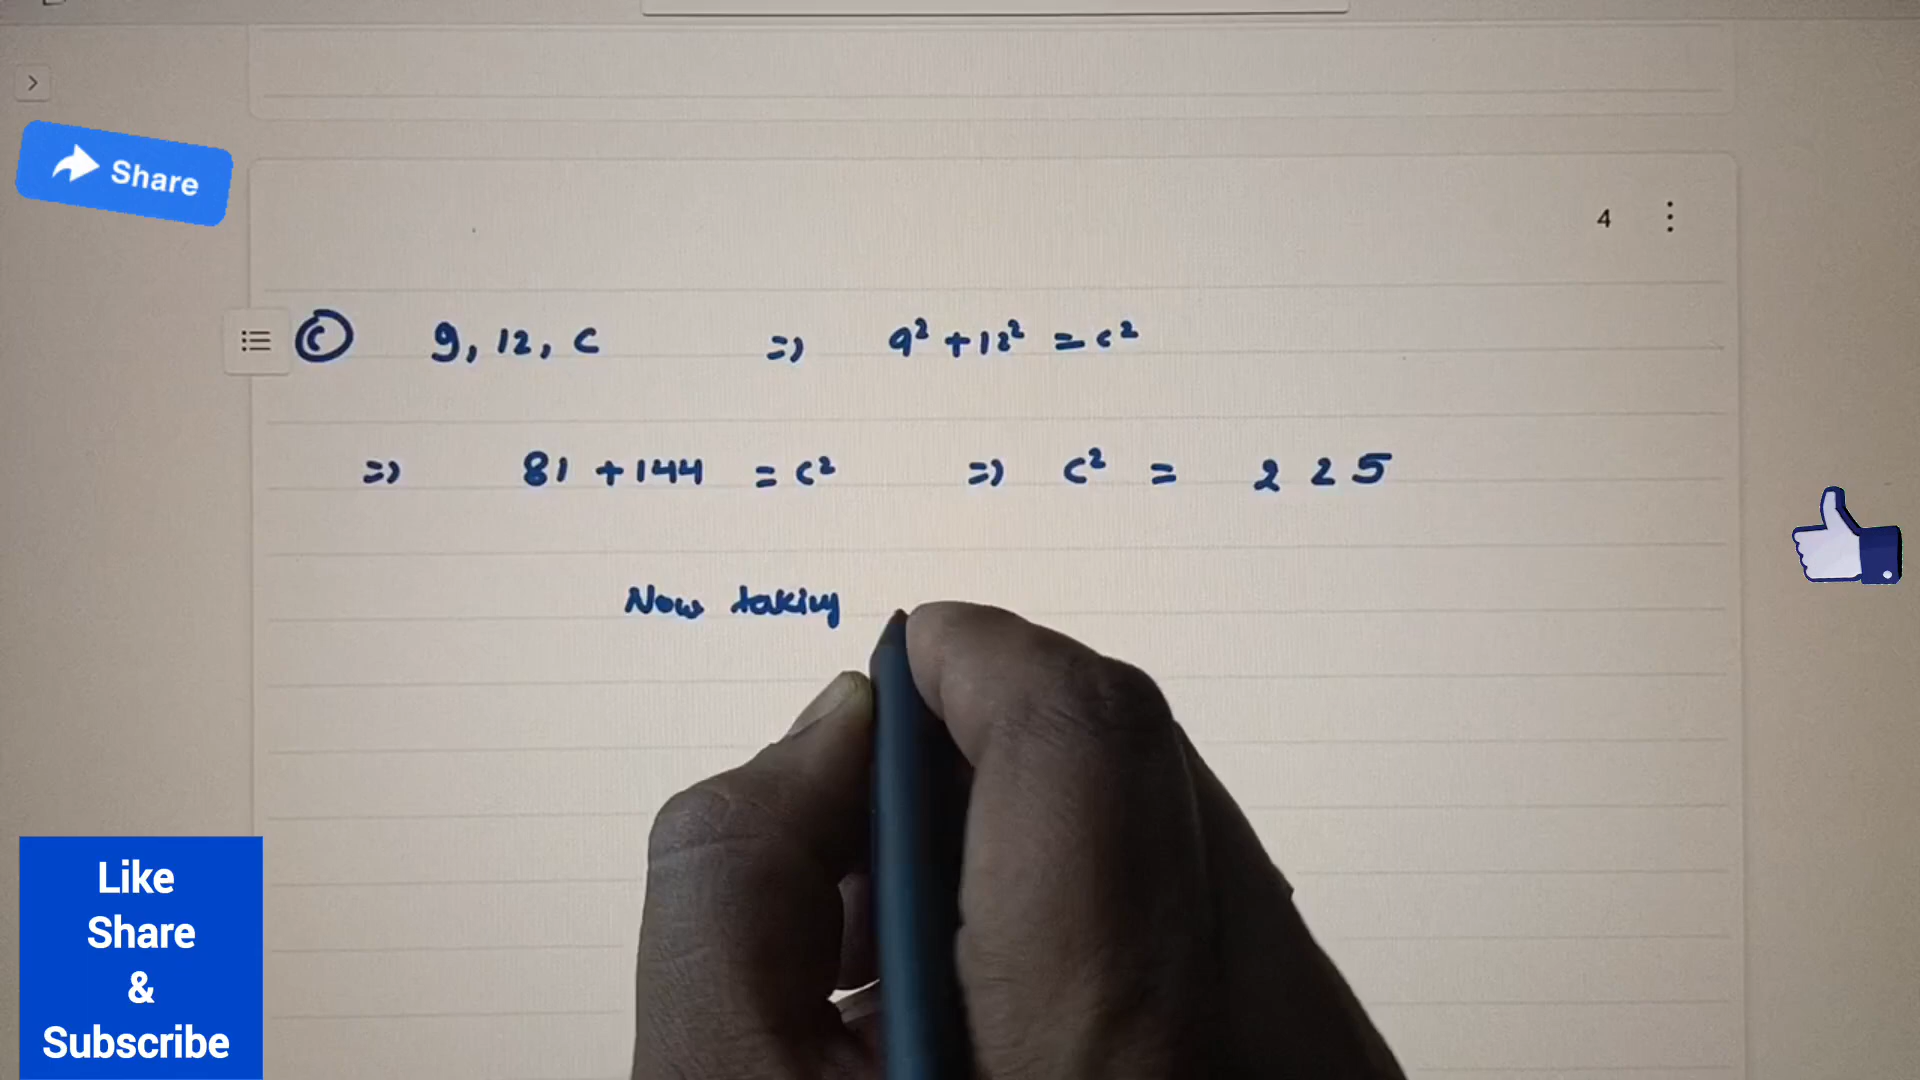 Share
4
© 9, 12, c => 9² + 12² = c²
=> 81 + 144 = c² => c² = 225
Now taking
Like
Share
&
Subscribe